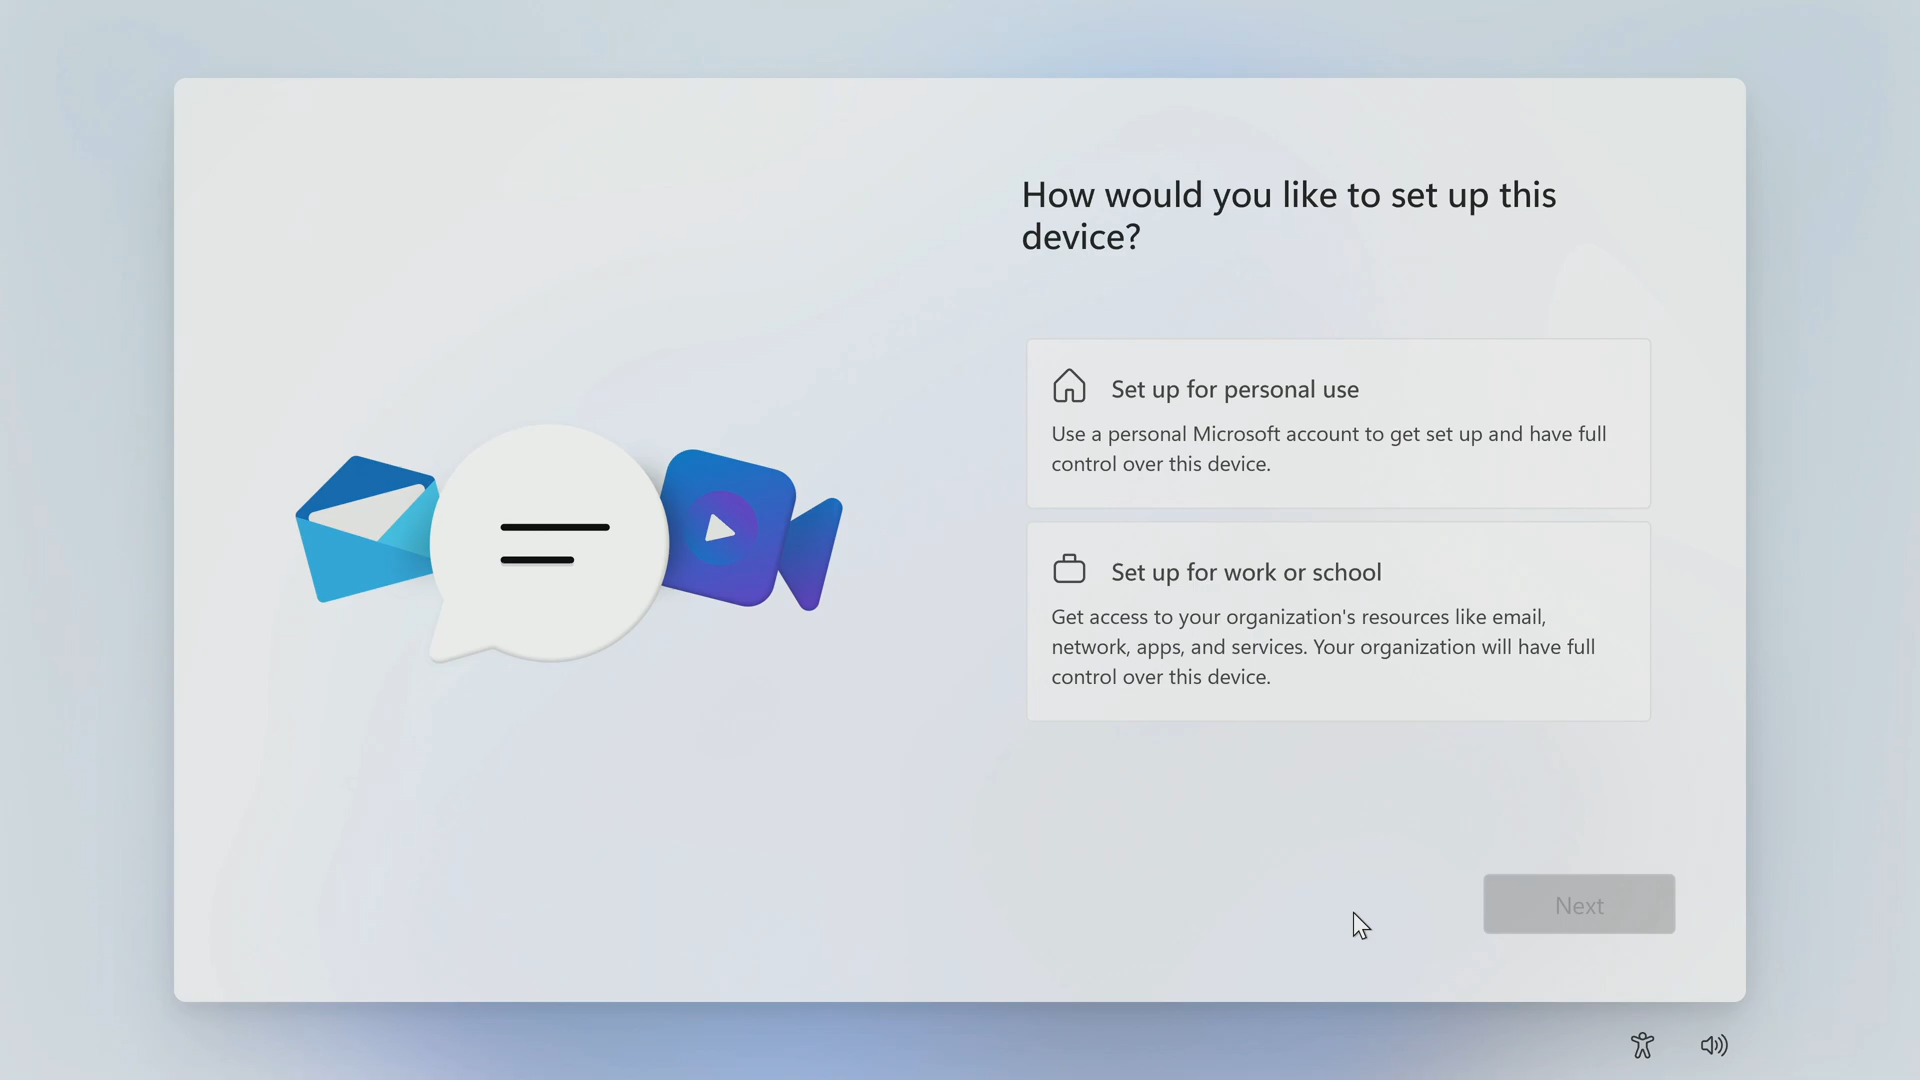 How would you like to set up this
device?
Set up for personal use
Use a personal Microsoft account to get set up and have full
control over this device.
Set up for work or school
Get access to your organization's resources like email,
network, apps, and services. Your organization will have full
control over this device.
Next